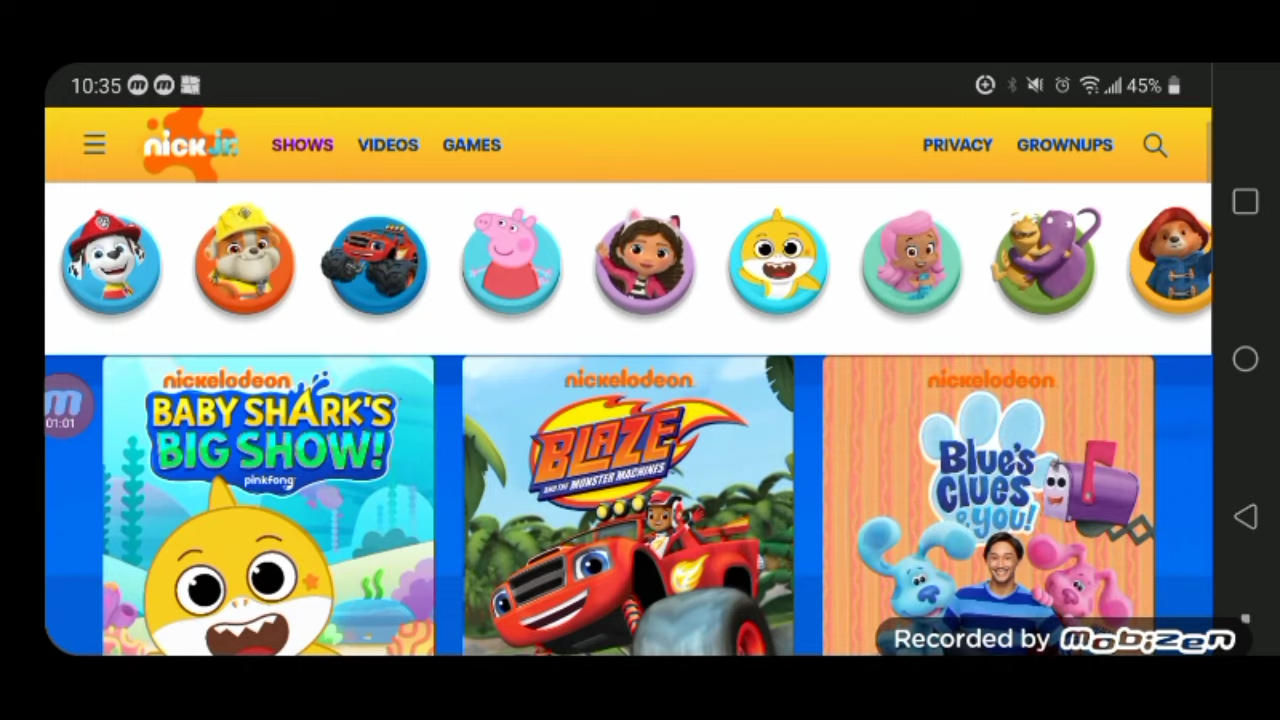 10:35
45%
nick jr.
SHOWS VIDEOS GAMES
PRIVACY GROWNUPS
nickelodeon
BABY SHARK'S
BIG SHOW!
pinkfong
nickelodeon
BLAZE
AND THE MONSTER MACHINES
nickelodeon
Blue's
Clues
& you!
m
01:01
Recorded by mobizen